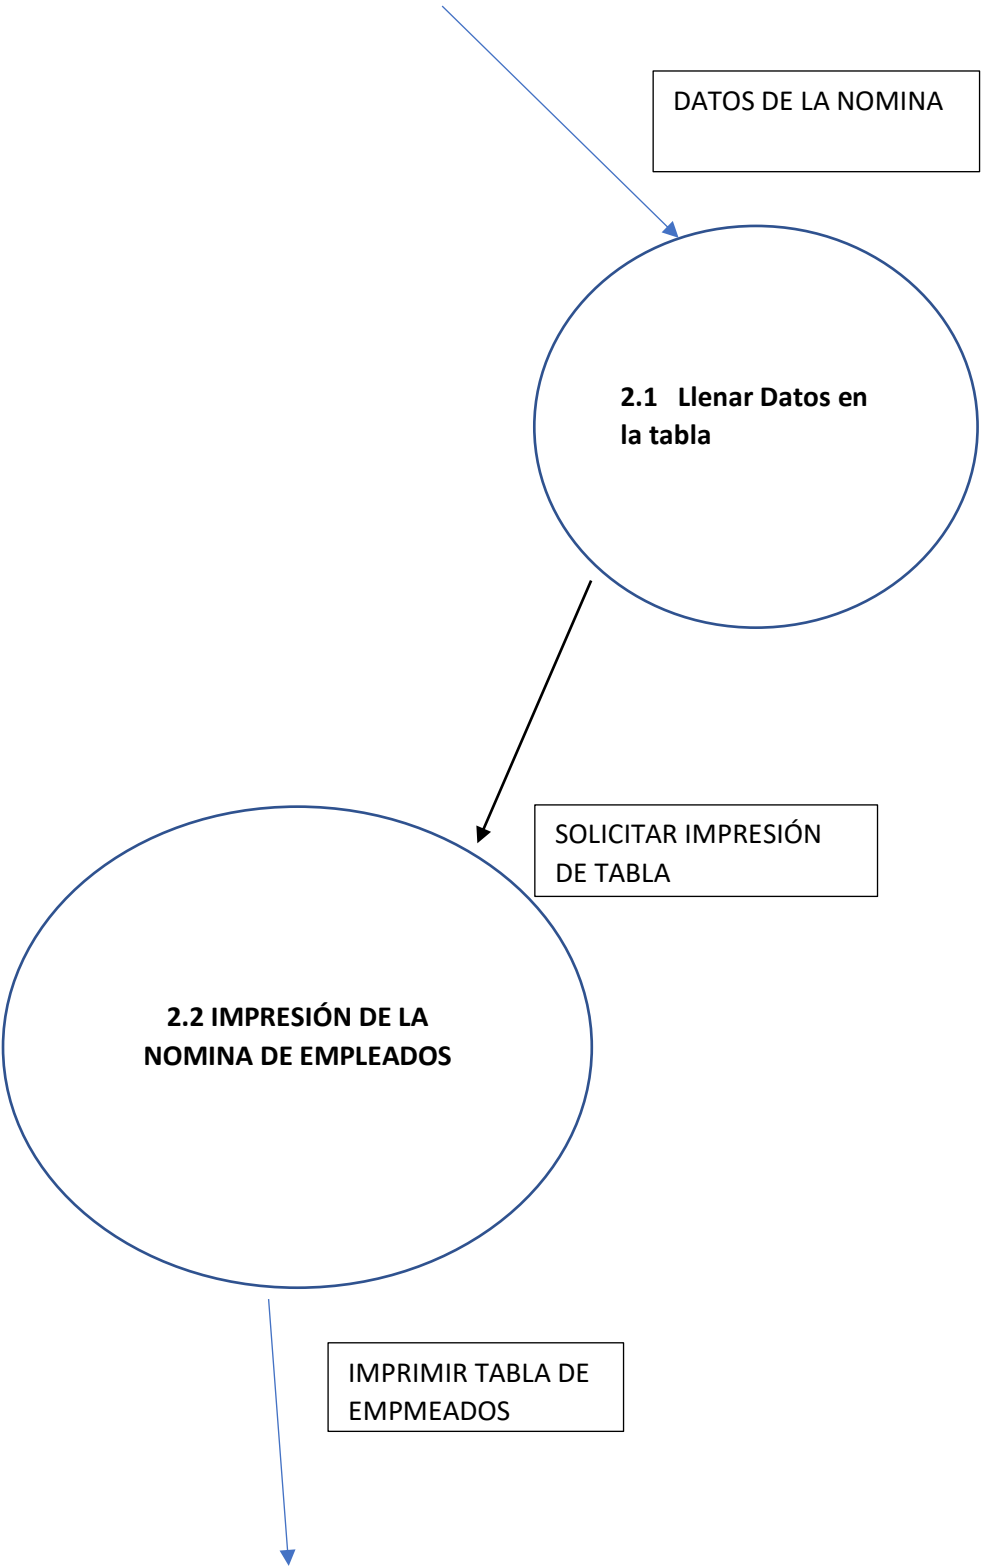 DATOS DE LA NOMINA
2.1 Llenar Datos en
la tabla
SOLICITAR IMPRESIÓN
DE TABLA
2.2 IMPRESIÓN DE LA
NOMINA DE EMPLEADOS
IMPRIMIR TABLA DE
EMPMEADOS